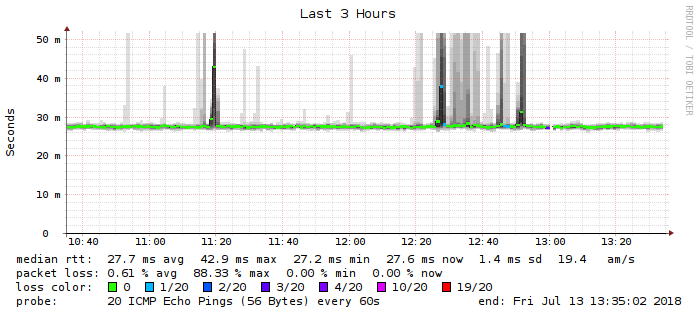 Last 3 Hours
RRDTOOL / TOBI OETIKER
Seconds
50 m
40 m
30 m
20 m
10 m
0
10:40 11:00 11:20 11:40 12:00 12:20 12:40 13:00 13:20
median rtt: 27.7 ms avg 42.9 ms max 27.2 ms min 27.6 ms now 1.4 ms sd 19.4 am/s
packet loss: 0.61 % avg 88.33 % max 0.00 % min 0.00 % now
loss color: 0 1/20 2/20 3/20 4/20 10/20 19/20
probe: 20 ICMP Echo Pings (56 Bytes) every 60s end: Fri Jul 13 13:35:02 2018